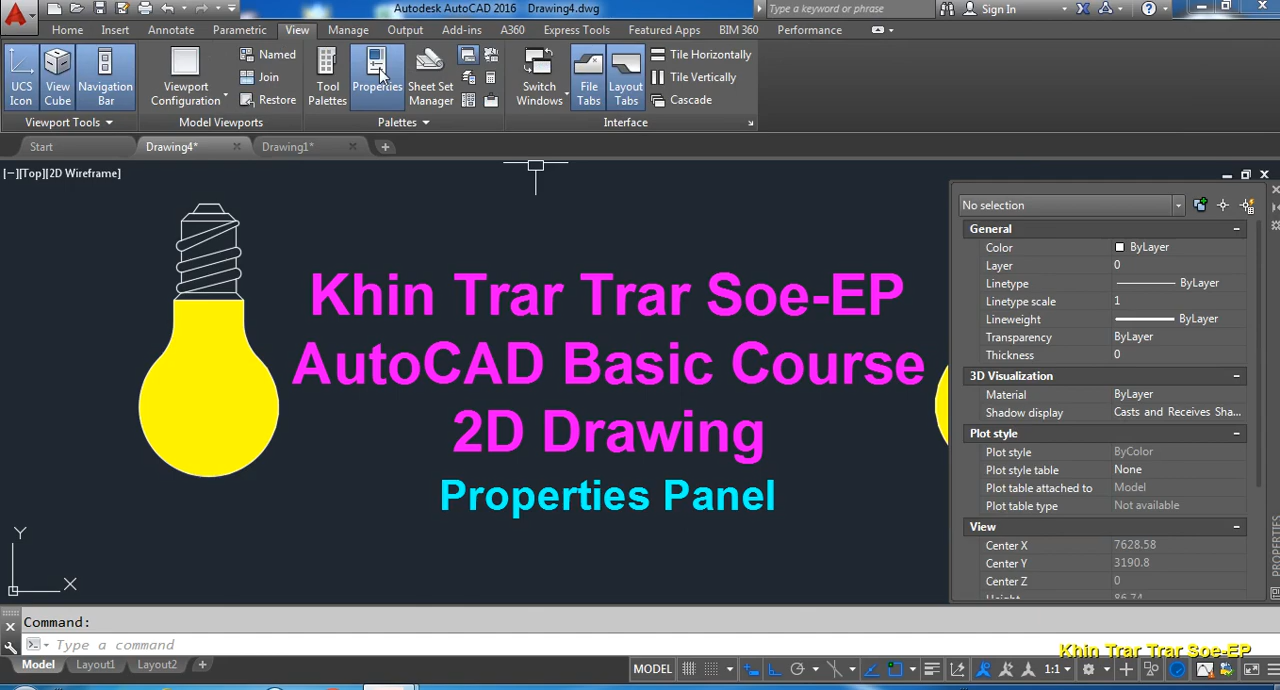 Autodesk AutoCAD 2016 Drawing4.dwg
Type a keyword or phrase
Sign In
Home Insert Annotate Parametric View Manage Output Add-ins A360 Express Tools Featured Apps BIM 360 Performance
UCS Icon
View Cube
Navigation Bar
Viewport Configuration
Named
Join
Restore
Tool Palettes
Properties
Sheet Set Manager
Switch Windows
File Tabs
Layout Tabs
Tile Horizontally
Tile Vertically
Cascade
Viewport Tools
Model Viewports
Palettes
Interface
Start
Drawing4*
Drawing1*
[−][Top][2D Wireframe]
Khin Trar Trar Soe-EP
AutoCAD Basic Course
2D Drawing
Properties Panel
Y
X
No selection
General
Color ByLayer
Layer 0
Linetype ByLayer
Linetype scale 1
Lineweight ByLayer
Transparency ByLayer
Thickness 0
3D Visualization
Material ByLayer
Shadow display Casts and Receives Sha...
Plot style
Plot style ByColor
Plot style table None
Plot table attached to Model
Plot table type Not available
View
Center X 7628.58
Center Y 3190.8
Center Z 0
Height 86.74
PROPERTIES
Command:
Type a command
Khin Trar Trar Soe-EP
Model Layout1 Layout2
MODEL
1:1